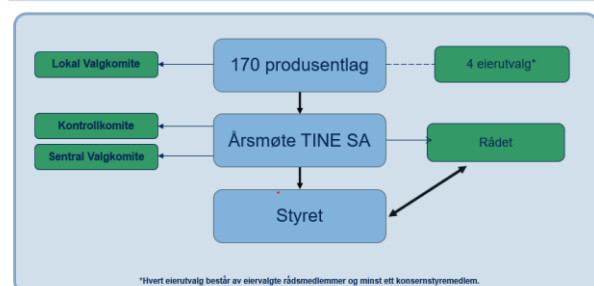 Lokal Valgkomite
170 produsentlag
4 eierutvalg*
Kontrollkomite
Årsmøte TINE SA
Rådet
Sentral Valgkomite
Styret
*Hvert eierutvalg består av eiervalgte rådsmedlemmer og minst ett konsernstyremedlem.